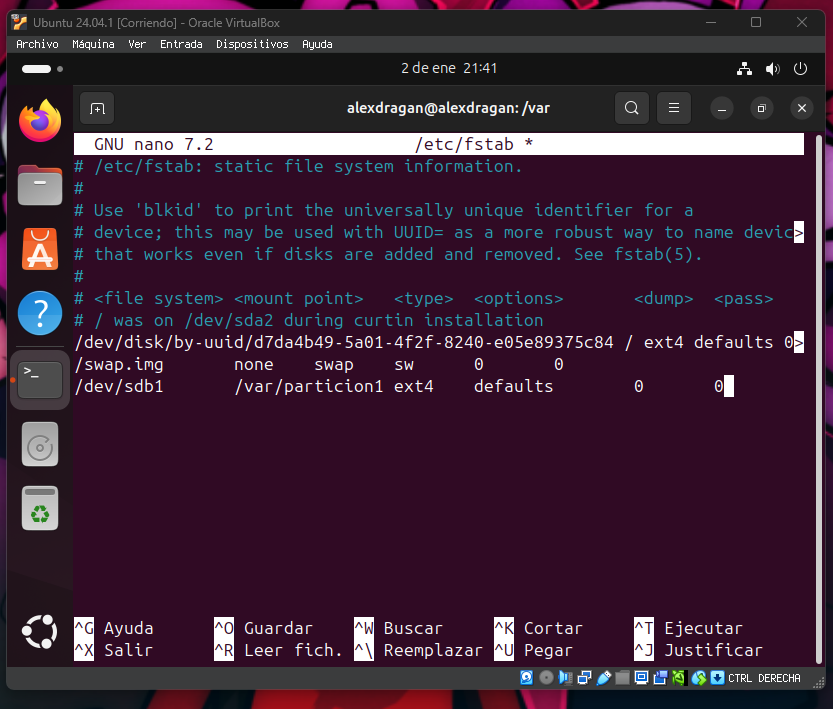 Ubuntu 24.04.1 [Corriendo] - Oracle VirtualBox
Archivo Máquina Ver Entrada Dispositivos Ayuda
2 de ene 21:41
alexdragan@alexdragan: /var
GNU nano 7.2 /etc/fstab *
# /etc/fstab: static file system information.
#
# Use 'blkid' to print the universally unique identifier for a
# device; this may be used with UUID= as a more robust way to name devic>
# that works even if disks are added and removed. See fstab(5).
#
# <file system> <mount point> <type> <options> <dump> <pass>
# / was on /dev/sda2 during curtin installation
/dev/disk/by-uuid/d7da4b49-5a01-4f2f-8240-e05e89375c84 / ext4 defaults 0>
/swap.img none swap sw 0 0
/dev/sdb1 /var/particion1 ext4 defaults 0 0
^G Ayuda ^O Guardar ^W Buscar ^K Cortar ^T Ejecutar
^X Salir ^R Leer fich. ^\ Reemplazar ^U Pegar ^J Justificar
CTRL DERECHA